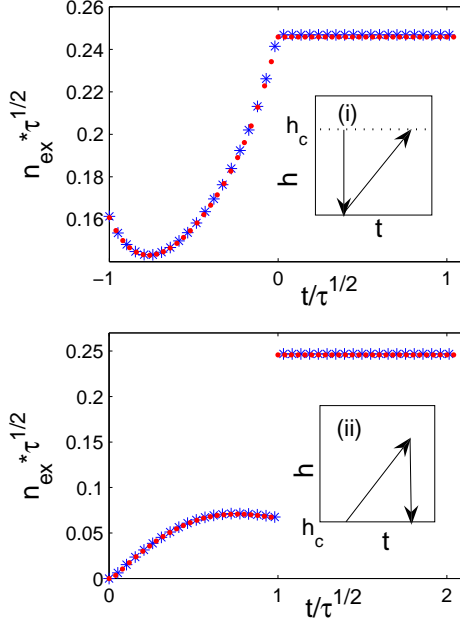 0.26
0.24
0.22
0.2
0.18
0.16
n_ex*τ^1/2
(i)
h_c
h
t
−1
0
1
t/τ^1/2
0.25
0.2
0.15
0.1
0.05
0
n_ex*τ^1/2
(ii)
h
h_c
t
0
1
2
t/τ^1/2